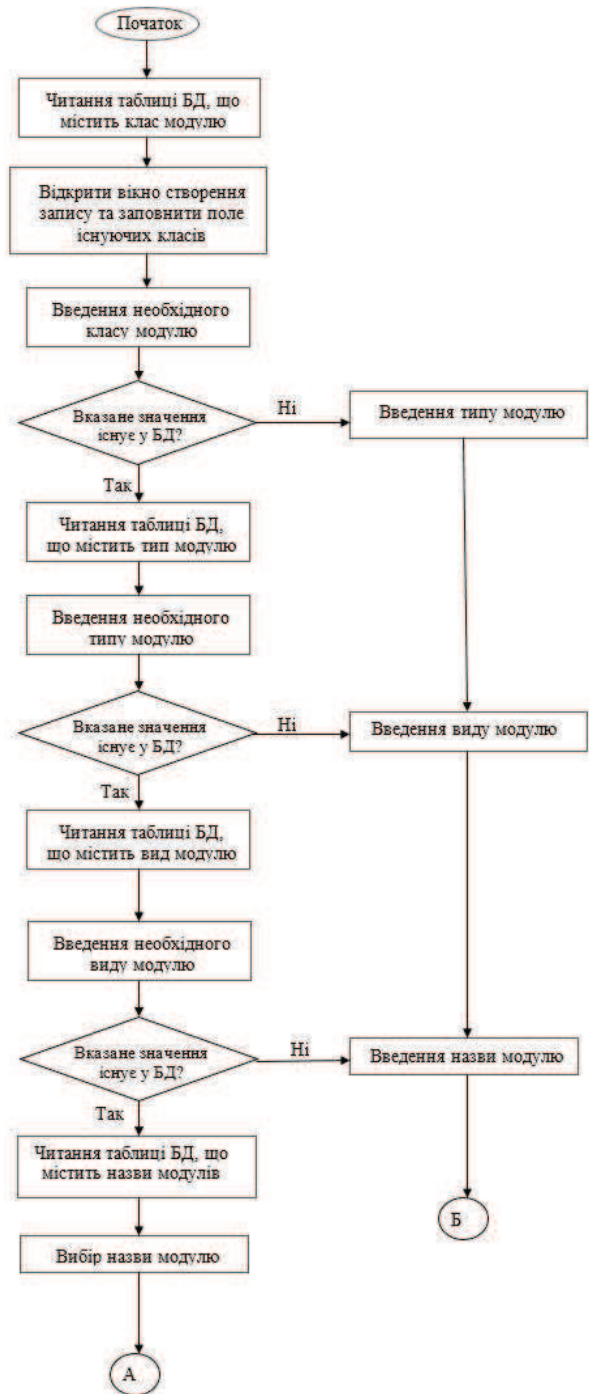 Початок
Читання таблиці БД, що
містить клас модулю
Відкрити вікно створення
запису та заповнити поле
існуючих класів
Введення необхідного
класу модулю
Вказане значення
існує у БД?
Ні
Введення типу модулю
Так
Читання таблиці БД,
що містить тип модулю
Введення необхідного
типу модулю
Вказане значення
існує у БД?
Ні
Введення виду модулю
Так
Читання таблиці БД,
що містить вид модулю
Введення необхідного
виду модулю
Вказане значення
існує у БД?
Ні
Введення назви модулю
Так
Читання таблиці БД, що
містить назви модулів
Б
Вибір назви модулю
А